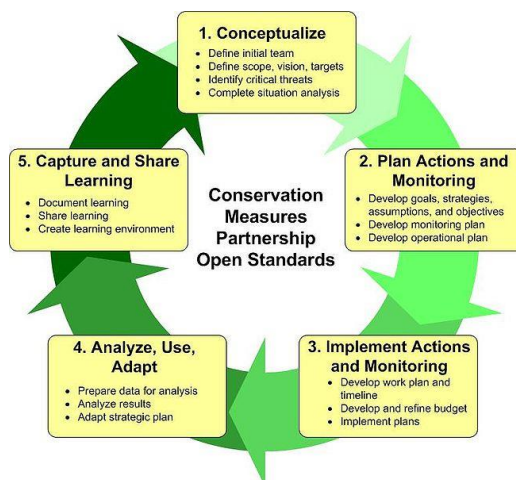 1. Conceptualize
• Define initial team
• Define scope, vision, targets
• Identify critical threats
• Complete situation analysis
2. Plan Actions and
Monitoring
• Develop goals, strategies,
assumptions, and objectives
• Develop monitoring plan
• Develop operational plan
3. Implement Actions
and Monitoring
• Develop work plan and
timeline
• Develop and refine budget
• Implement plans
4. Analyze, Use,
Adapt
• Prepare data for analysis
• Analyze results
• Adapt strategic plan
5. Capture and Share
Learning
• Document learning
• Share learning
• Create learning environment
Conservation
Measures
Partnership
Open Standards